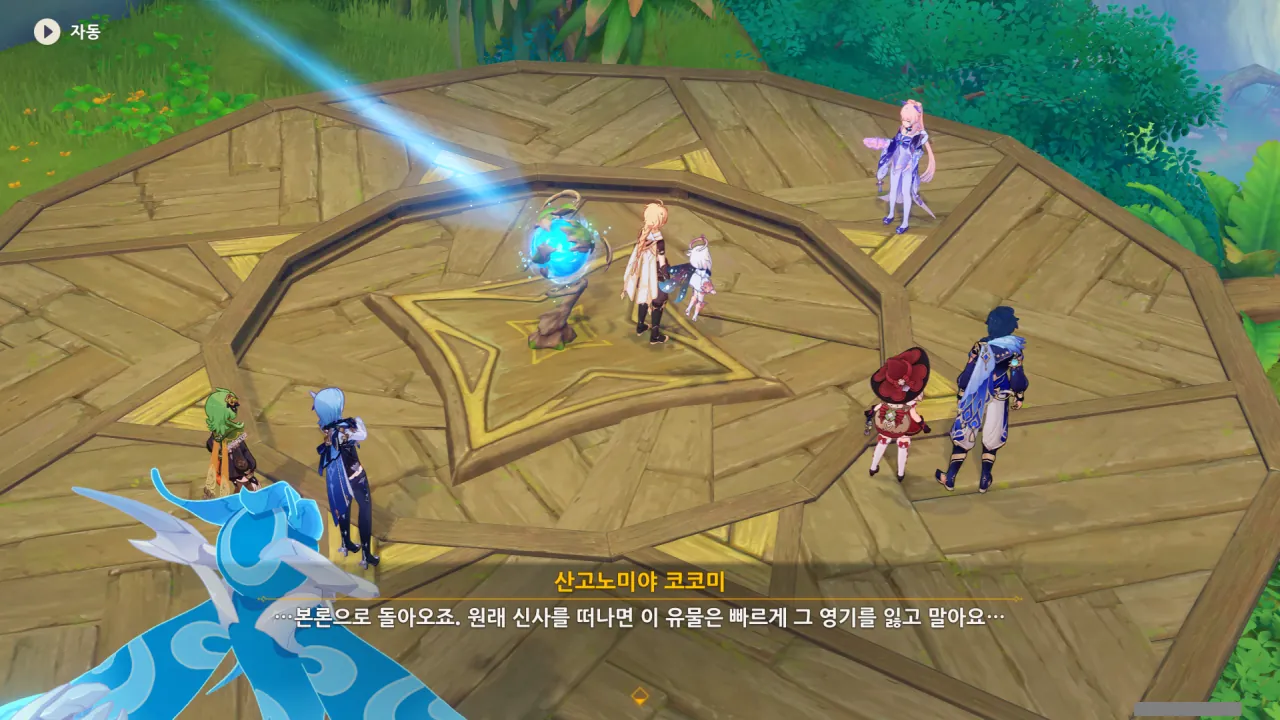 자동
산고노미야 코코미
…본론으로 돌아오죠. 원래 신사를 떠나면 이 유물은 빠르게 그 영기를 잃고 말아요…